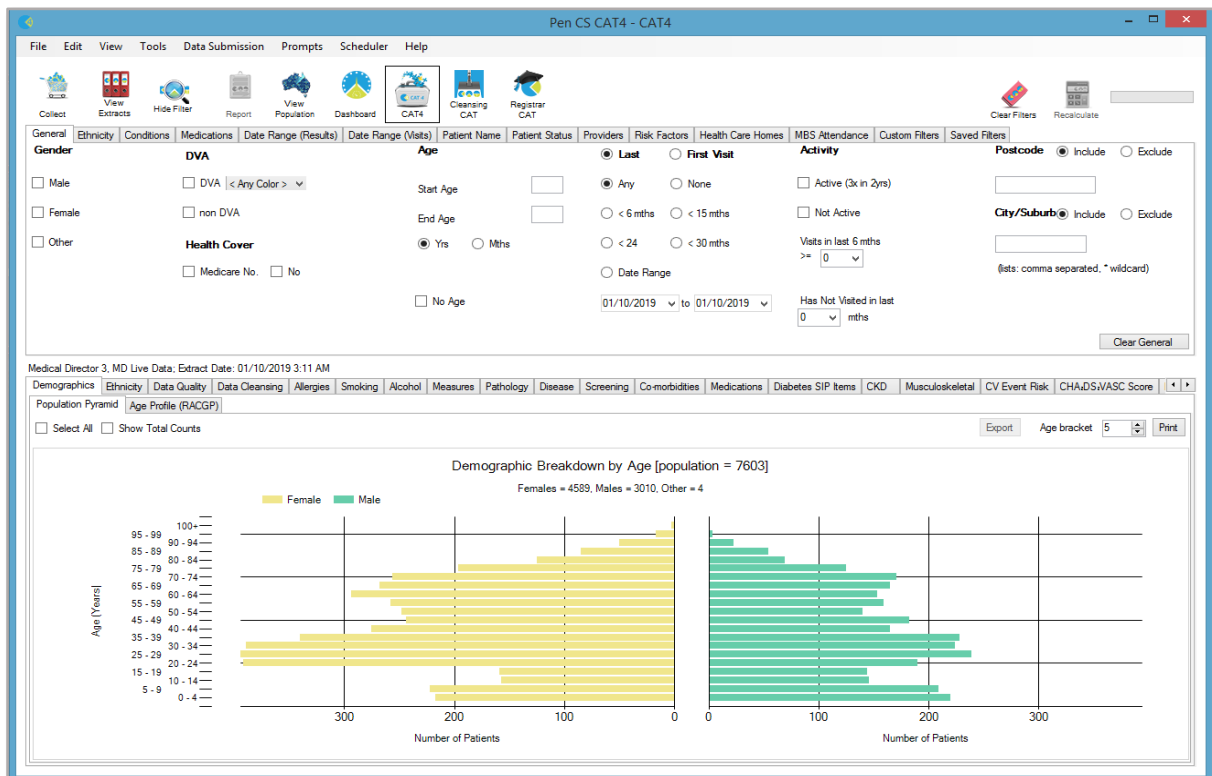 Pen CS CAT4 - CAT4
File Edit View Tools Data Submission Prompts Scheduler Help
Collect
View Extracts
Hide Filter
Report
View Population
Dashboard
CAT 4
CAT4
Cleansing CAT
Registrar CAT
Clear Filters
Recalculate
General Ethnicity Conditions Medications Date Range (Results) Date Range (Visits) Patient Name Patient Status Providers Risk Factors Health Care Homes MBS Attendance Custom Filters Saved Filters
Gender DVA Age Last First Visit Activity Postcode Include Exclude
Male DVA < Any Color > Start Age Any None Active (3x in 2yrs)
Female non DVA End Age < 6 mths < 15 mths Not Active City/Suburb Include Exclude
Other Health Cover Yrs Mths < 24 < 30 mths Visits in last 6 mths
>= 0
Medicare No. No Date Range (lists: comma separated, * wildcard)
No Age 01/10/2019 to 01/10/2019 Has Not Visited in last
0 mths
Clear General
Medical Director 3, MD Live Data; Extract Date: 01/10/2019 3:11 AM
Demographics Ethnicity Data Quality Data Cleansing Allergies Smoking Alcohol Measures Pathology Disease Screening Co-morbidities Medications Diabetes SIP Items CKD Musculoskeletal CV Event Risk CHA₂DS₂VASC Score
Population Pyramid Age Profile (RACGP)
Select All Show Total Counts Export Age bracket 5 Print
Demographic Breakdown by Age [population = 7603]
Females = 4589, Males = 3010, Other = 4
Female Male
100+
95 - 99
90 - 94
85 - 89
80 - 84
75 - 79
70 - 74
65 - 69
60 - 64
55 - 59
50 - 54
45 - 49
40 - 44
35 - 39
30 - 34
25 - 29
20 - 24
15 - 19
10 - 14
5 - 9
0 - 4
Age [Years]
300 200 100 0 0 100 200 300
Number of Patients Number of Patients